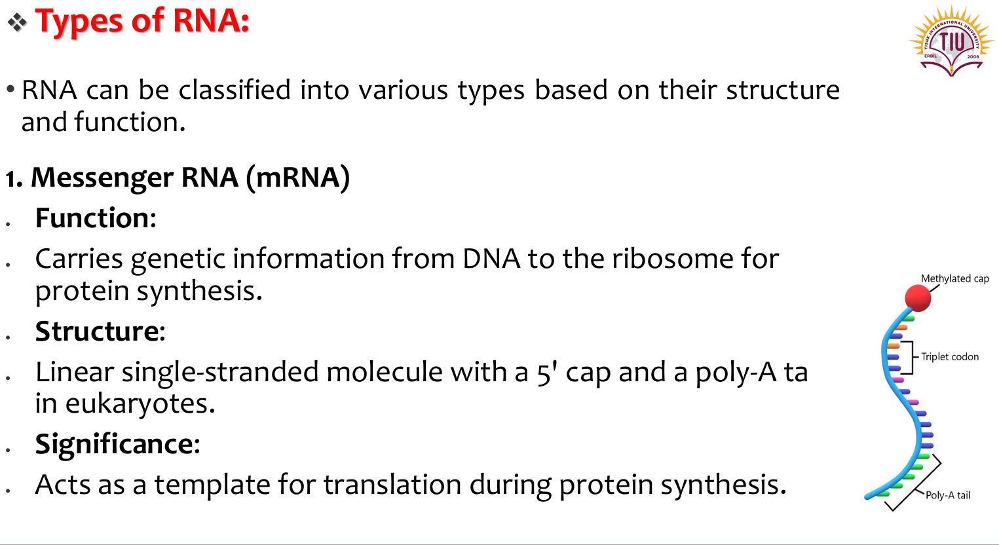 ❖ Types of RNA:
TISHK INTERNATIONAL UNIVERSITY
TIU
ERBIL 2008
• RNA can be classified into various types based on their structure
and function.
1. Messenger RNA (mRNA)
• Function:
• Carries genetic information from DNA to the ribosome for
protein synthesis.
• Structure:
• Linear single-stranded molecule with a 5' cap and a poly-A ta
in eukaryotes.
• Significance:
• Acts as a template for translation during protein synthesis.
Methylated cap
Triplet codon
Poly-A tail